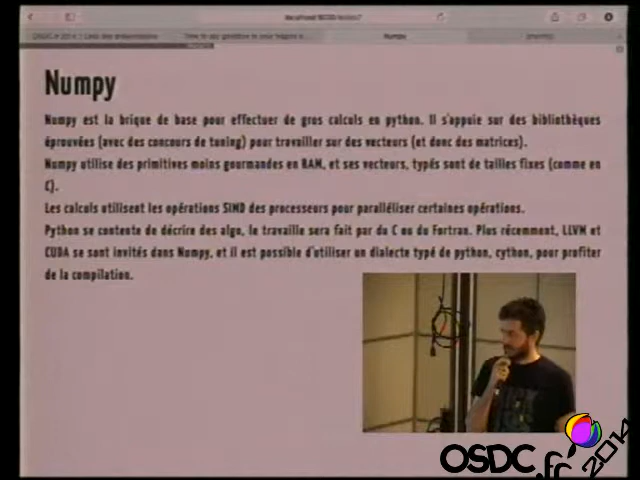 Numpy
Numpy
Numpy est la brique de base pour effectuer de gros calculs en python. Il s'appuie sur des bibliothèques
éprouvées (avec des concours de tuning) pour travailler sur des vecteurs (et donc des matrices).
Numpy utilise des primitives moins gourmandes en RAM, et ses vecteurs, typés sont de tailles fixes (comme en
C).
Les calculs utilisent les opérations SIMD des processeurs pour paralléliser certaines opérations.
Python se contente de décrire des algo, le travaille sera fait par du C ou du Fortran. Plus récemment, LLVM et
CUDA se sont invités dans Numpy, et il est possible d'utiliser un dialecte typé de python, cython, pour profiter
de la compilation.
OSDC.fr 2014